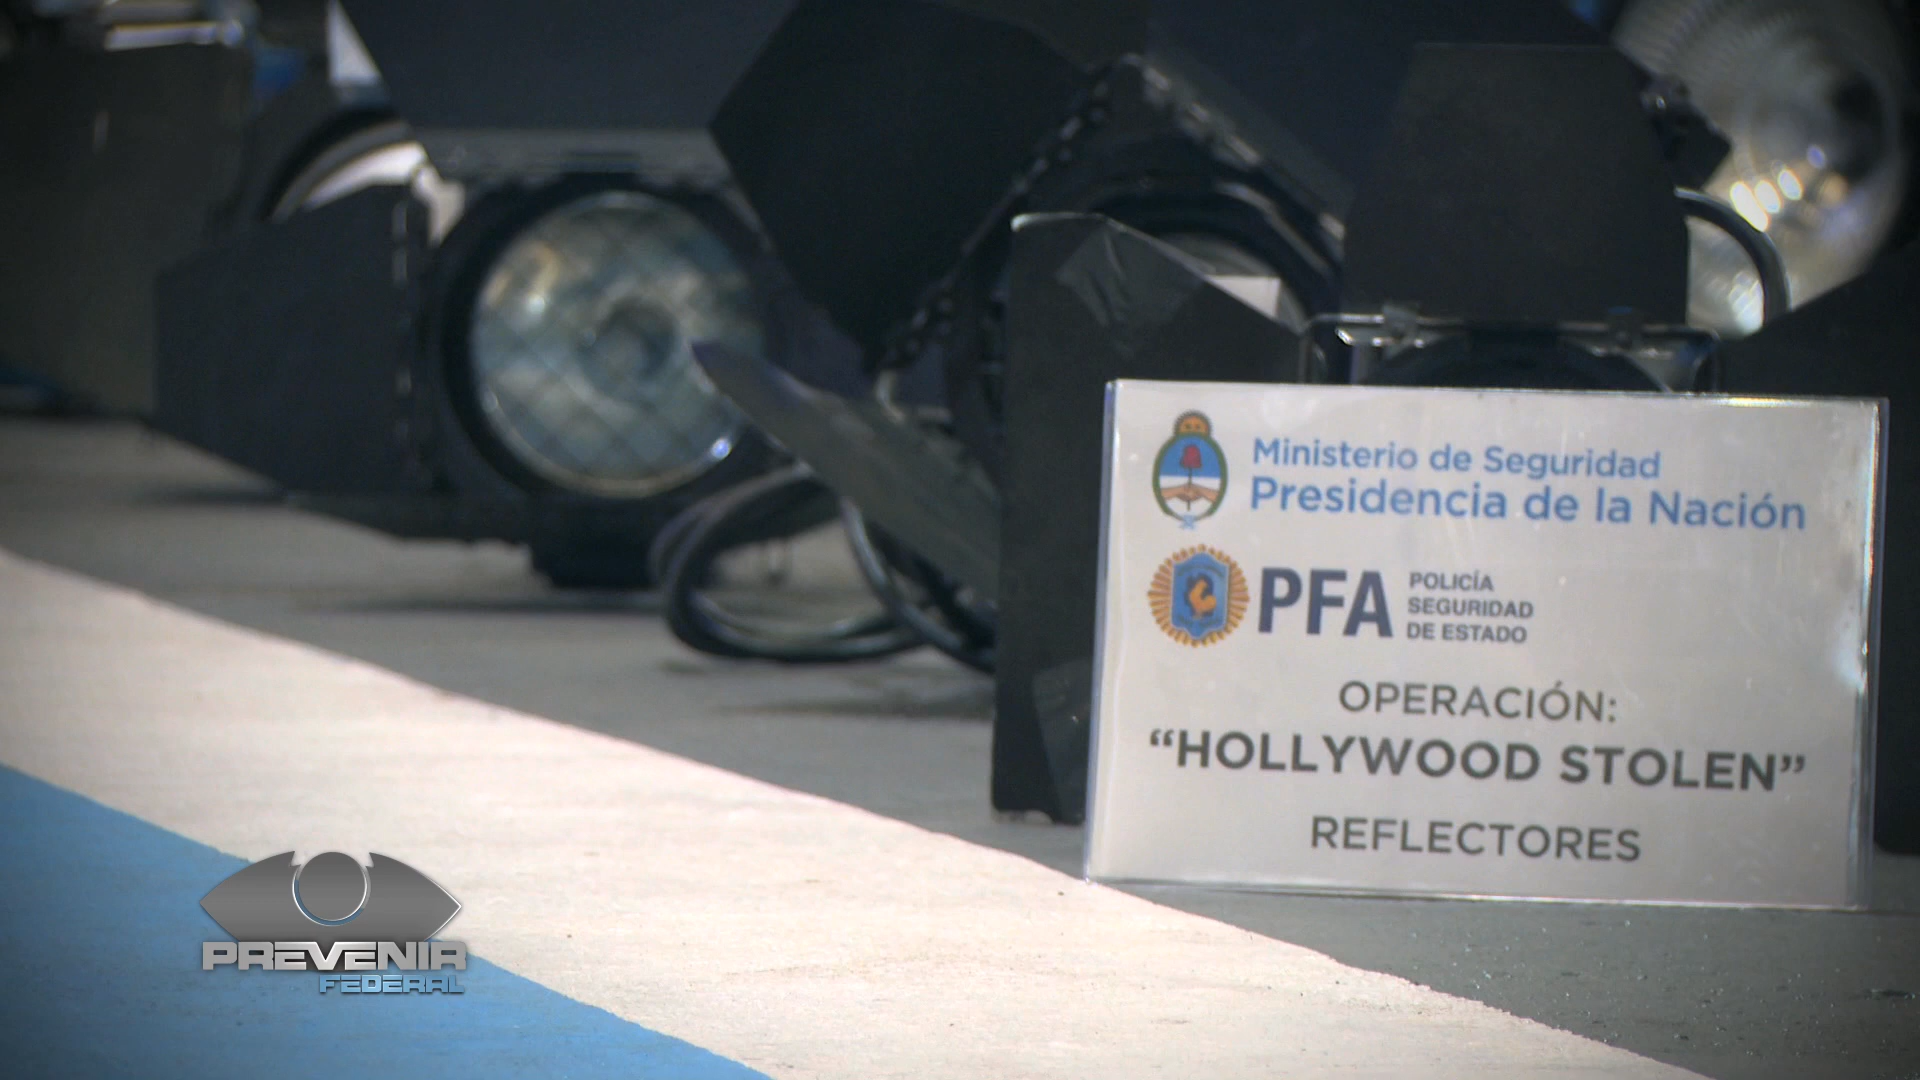 Ministerio de Seguridad
Presidencia de la Nación
PFA
POLICÍA
SEGURIDAD
DE ESTADO
OPERACIÓN:
“HOLLYWOOD STOLEN”
REFLECTORES
PREVENIR
FEDERAL